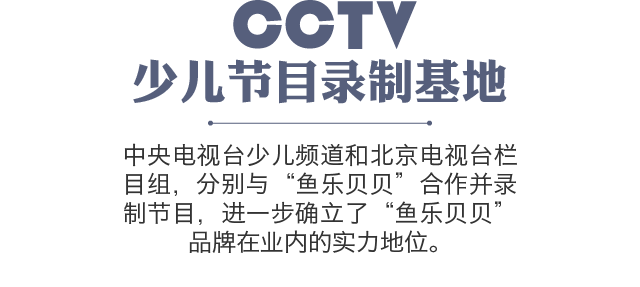 CCTV
少儿节目录制基地
中央电视台少儿频道和北京电视台栏
目组，分别与“鱼乐贝贝”合作并录
制节目，进一步确立了“鱼乐贝贝”
品牌在业内的实力地位。